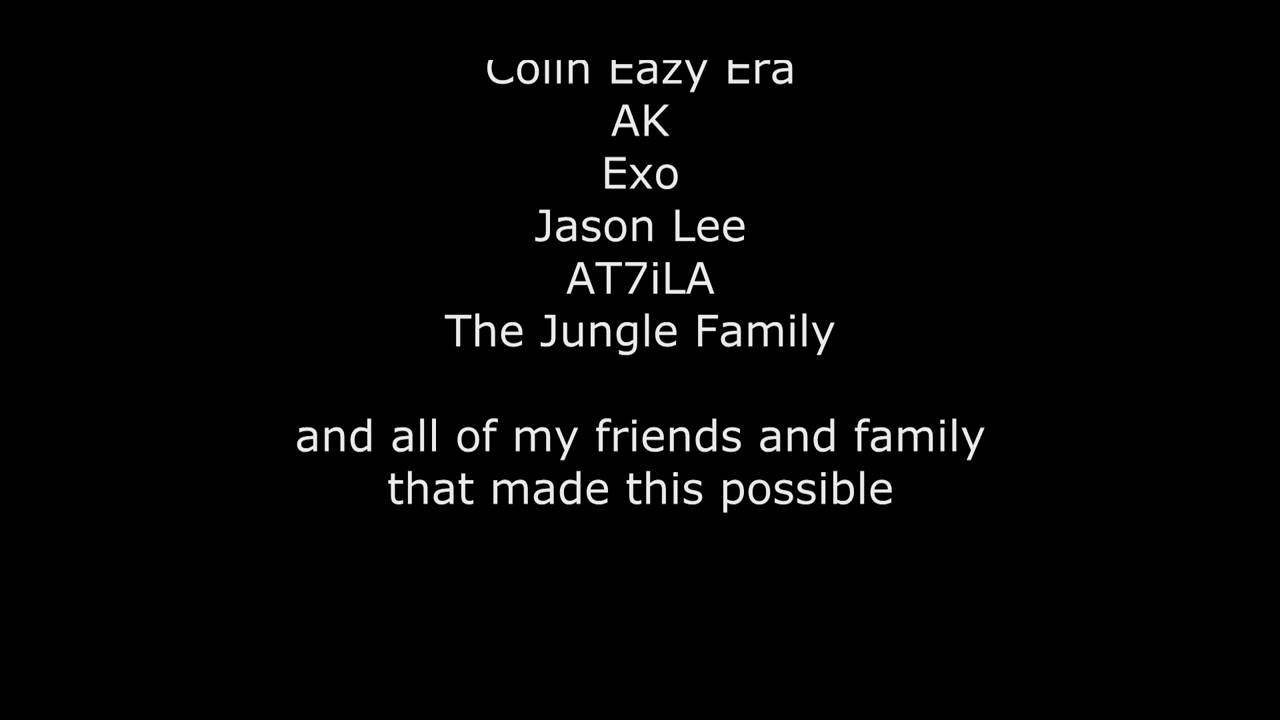 Colin Eazy Era
AK
Exo
Jason Lee
AT7iLA
The Jungle Family
and all of my friends and family
that made this possible